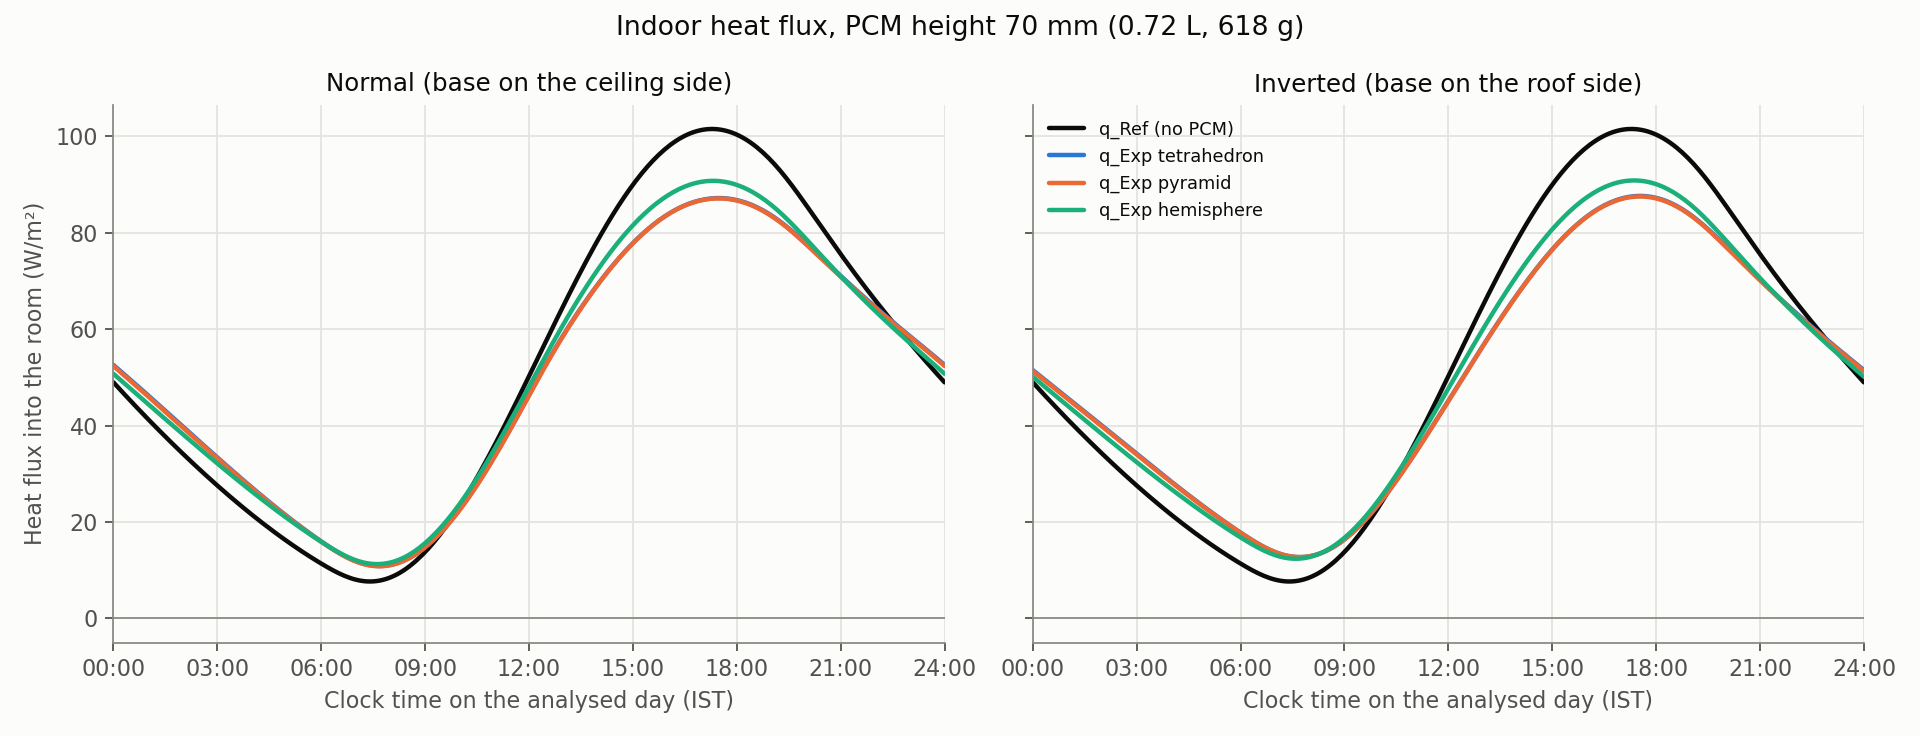 Indoor heat flux, PCM height 70 mm (0.72 L, 618 g)
Normal (base on the ceiling side)
Inverted (base on the roof side)
q_Ref (no PCM)
q_Exp tetrahedron
q_Exp pyramid
q_Exp hemisphere
Heat flux into the room (W/m²)
100
80
60
40
20
0
00:00 03:00 06:00 09:00 12:00 15:00 18:00 21:00 24:00
00:00 03:00 06:00 09:00 12:00 15:00 18:00 21:00 24:00
Clock time on the analysed day (IST)
Clock time on the analysed day (IST)